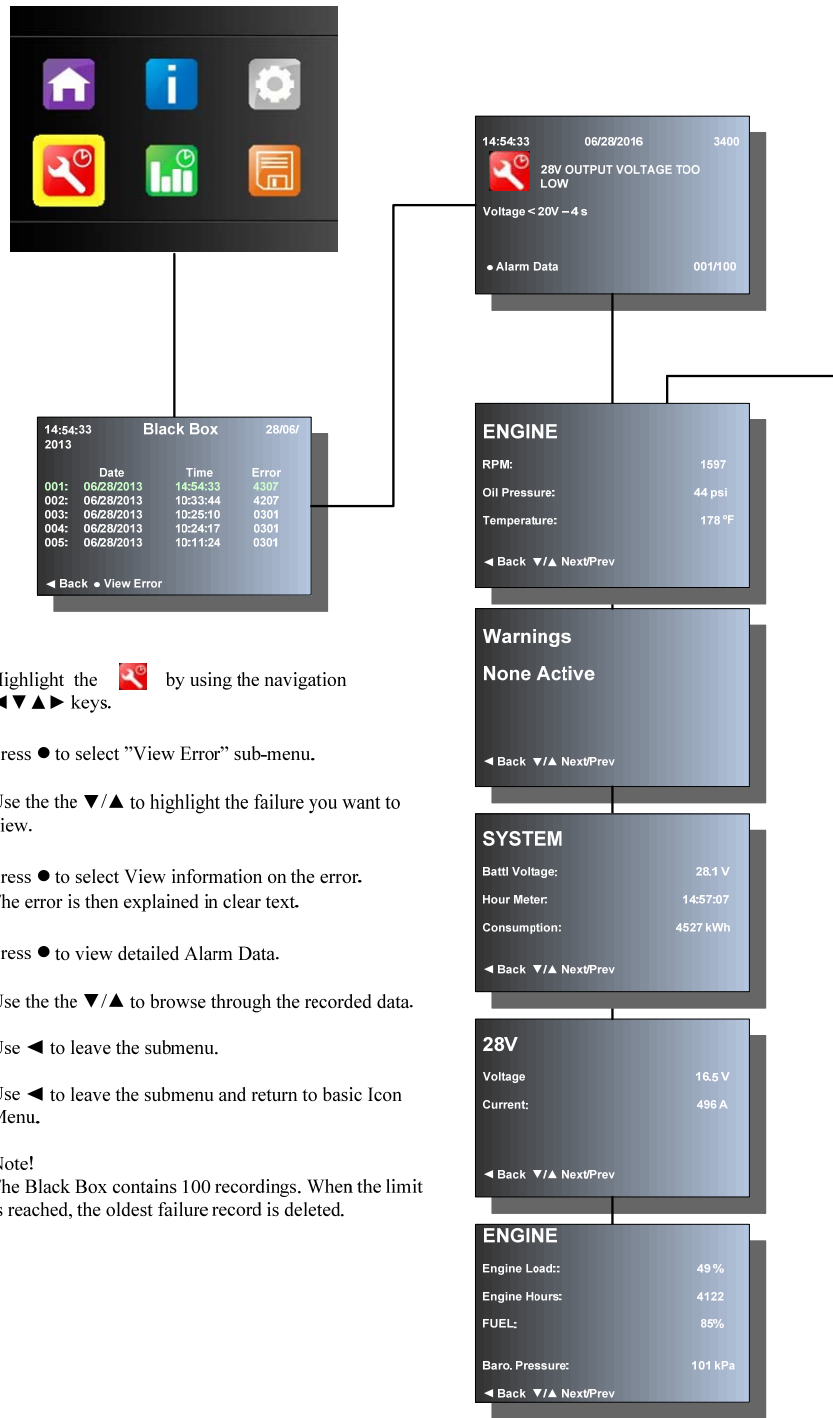 14:54:33 Black Box 28/06/
2013
Date Time Error
001: 06/28/2013 14:54:33 4307
002: 06/28/2013 10:33:44 4207
003: 06/28/2013 10:25:10 0301
004: 06/28/2013 10:24:17 0301
005: 06/28/2013 10:11:24 0301
◄ Back ● View Error
ighlight the by using the navigation
◄▼▲► keys.
ress ● to select ”View Error” sub-menu.
se the the ▼/▲ to highlight the failure you want to
iew.
ress ● to select View information on the error.
he error is then explained in clear text.
ress ● to view detailed Alarm Data.
se the the ▼/▲ to browse through the recorded data.
se ◄ to leave the submenu.
se ◄ to leave the submenu and return to basic Icon
enu.
ote!
he Black Box contains 100 recordings. When the limit
s reached, the oldest failure record is deleted.
14:54:33 06/28/2016 3400
28V OUTPUT VOLTAGE TOO
LOW
Voltage < 20V – 4 s
● Alarm Data 001/100
ENGINE
RPM: 1597
Oil Pressure: 44 psi
Temperature: 178 °F
◄ Back ▼/▲ Next/Prev
Warnings
None Active
◄ Back ▼/▲ Next/Prev
SYSTEM
Battl Voltage: 28.1 V
Hour Meter: 14:57:07
Consumption: 4527 kWh
◄ Back ▼/▲ Next/Prev
28V
Voltage 16.5 V
Current: 496 A
◄ Back ▼/▲ Next/Prev
ENGINE
Engine Load:: 49 %
Engine Hours: 4122
FUEL: 85%
Baro. Pressure: 101 kPa
◄ Back ▼/▲ Next/Prev